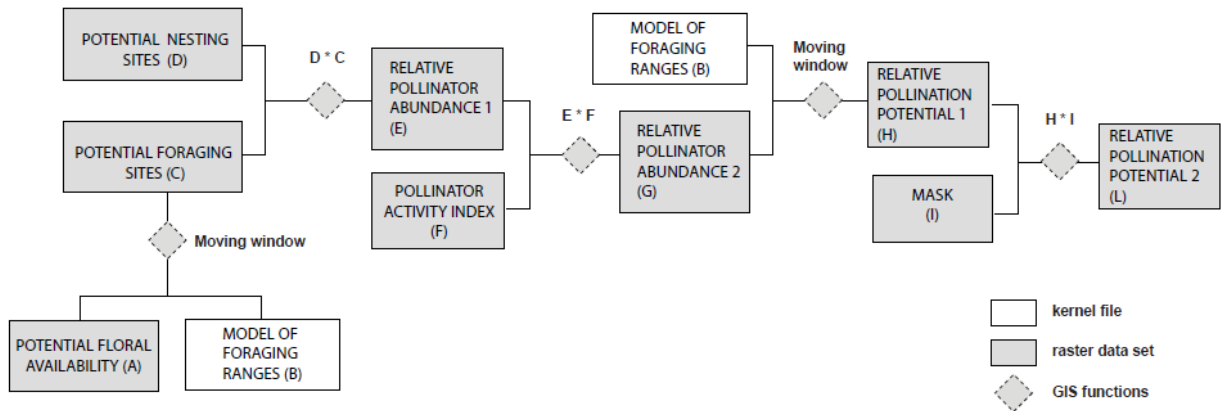 POTENTIAL NESTING
SITES (D)
D * C
POTENTIAL FORAGING
SITES (C)
Moving window
POTENTIAL FLORAL
AVAILABILITY (A)
MODEL OF
FORAGING
RANGES (B)
RELATIVE
POLLINATOR
ABUNDANCE 1
(E)
E * F
POLLINATOR
ACTIVITY INDEX
(F)
MODEL OF
FORAGING
RANGES (B)
RELATIVE
POLLINATOR
ABUNDANCE 2
(G)
Moving
window
RELATIVE
POLLINATION
POTENTIAL 1
(H)
H * I
MASK
(I)
RELATIVE
POLLINATION
POTENTIAL 2
(L)
kernel file
raster data set
GIS functions